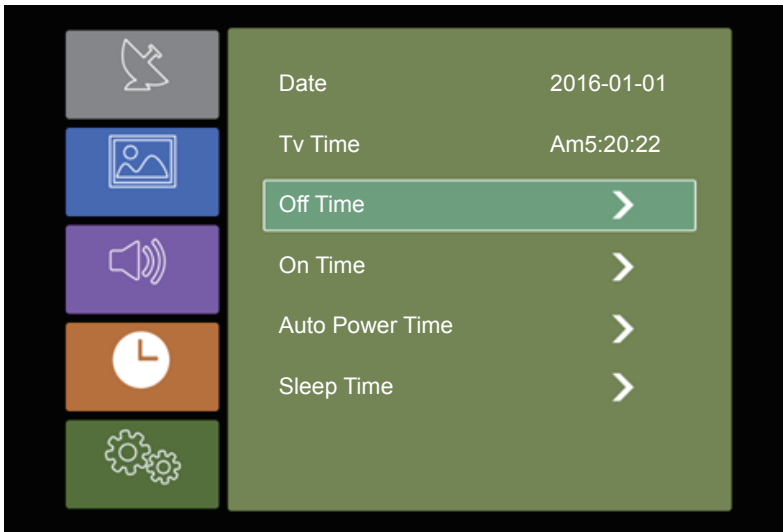 Date 2016-01-01
Tv Time Am5:20:22
Off Time
On Time
Auto Power Time
Sleep Time